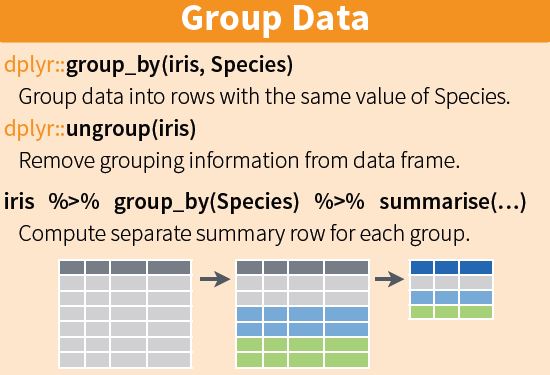 Group Data
dplyr::group_by(iris, Species)
Group data into rows with the same value of Species.
dplyr::ungroup(iris)
Remove grouping information from data frame.
iris %>% group_by(Species) %>% summarise(…)
Compute separate summary row for each group.